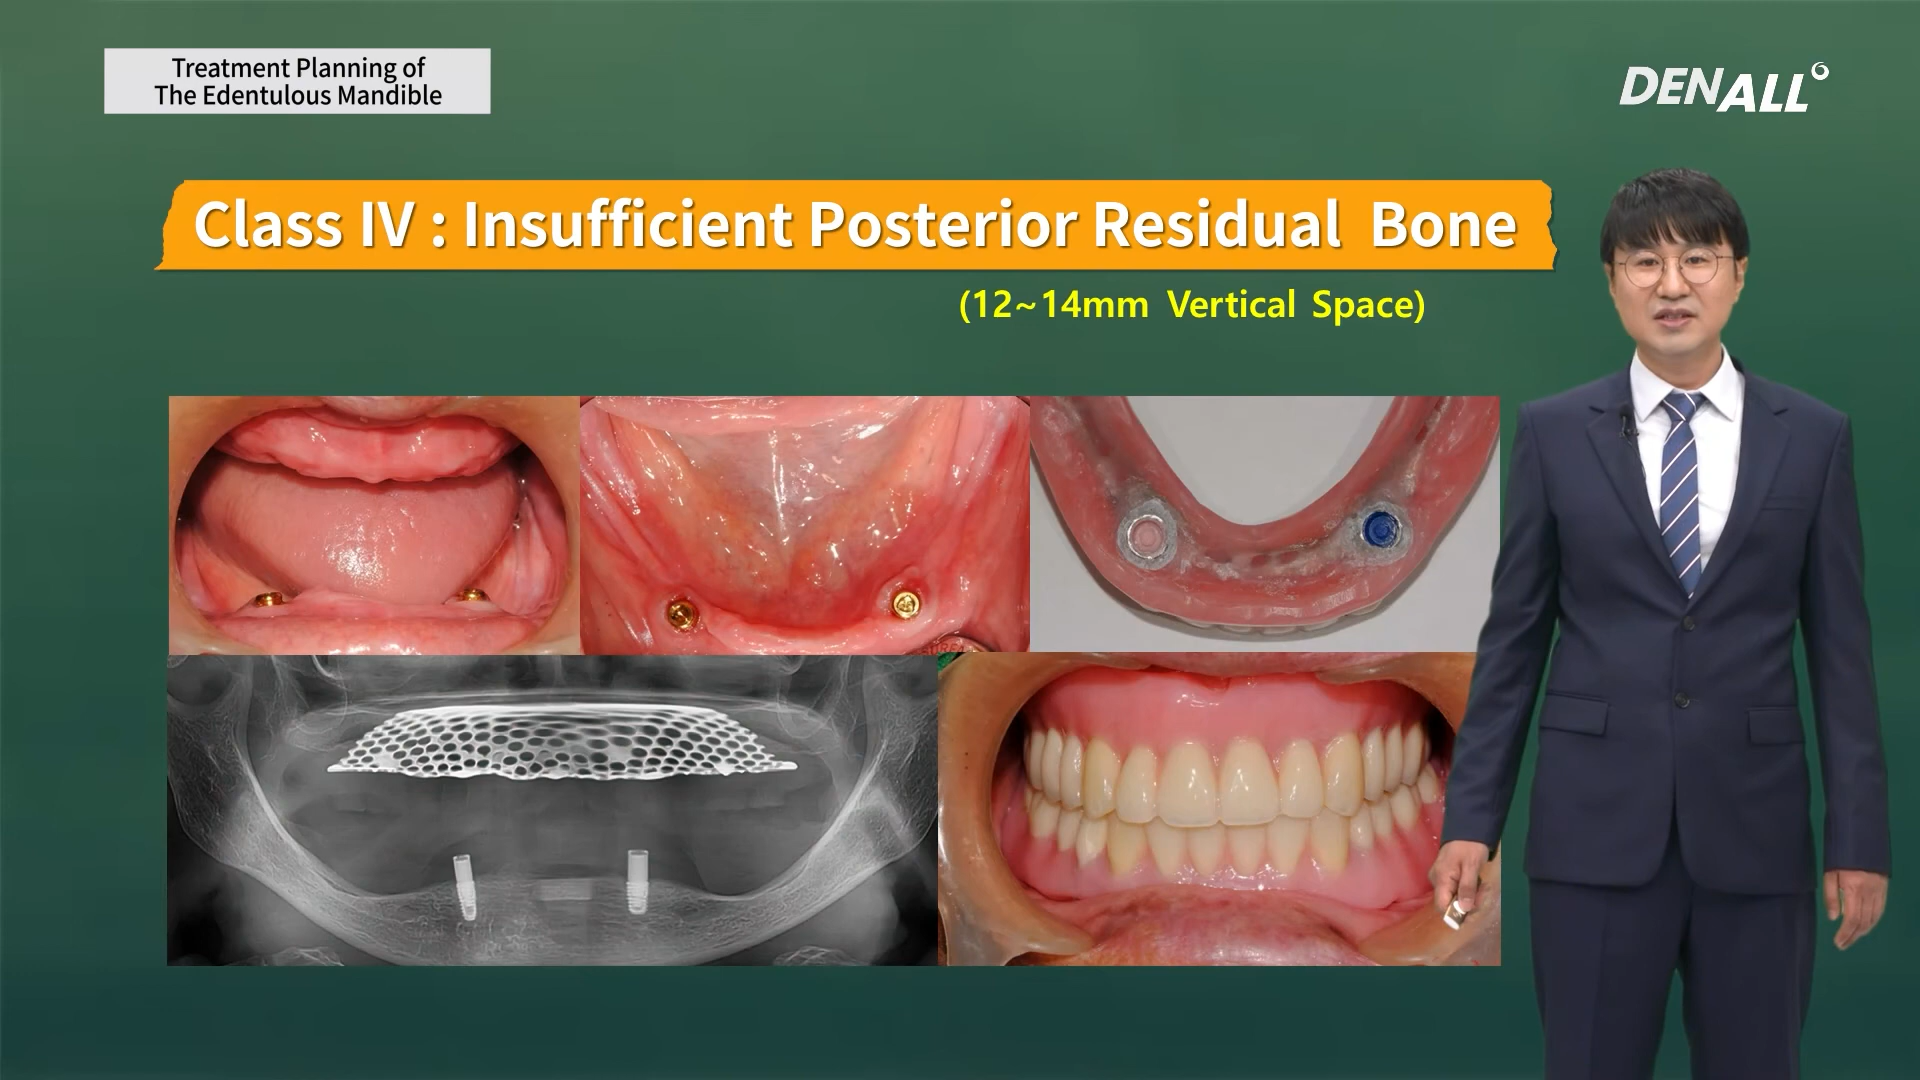 Treatment Planning of
The Edentulous Mandible
DENALL
Class IV : Insufficient Posterior Residual Bone
(12~14mm Vertical Space)